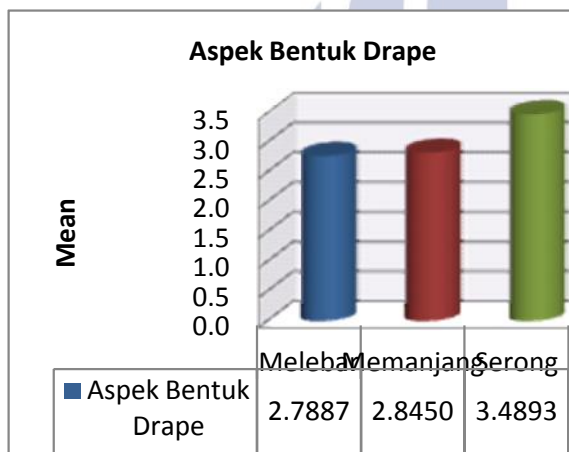 Aspek Bentuk Drape
3.5
3.0
2.5
2.0
1.5
1.0
0.5
0.0
Mean
Melebar Memanjang Serong
Aspek Bentuk Drape 2.7887 2.8450 3.4893